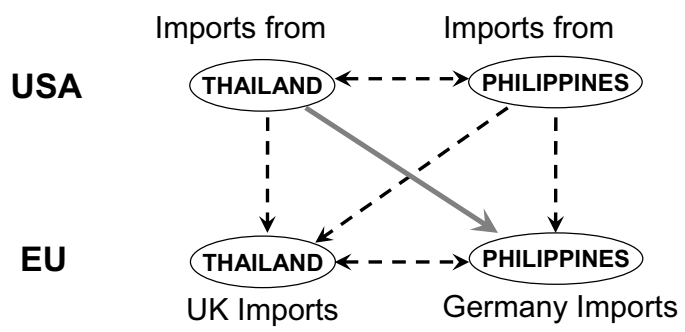 Imports from Imports from
USA THAILAND PHILIPPINES
EU THAILAND PHILIPPINES
UK Imports Germany Imports